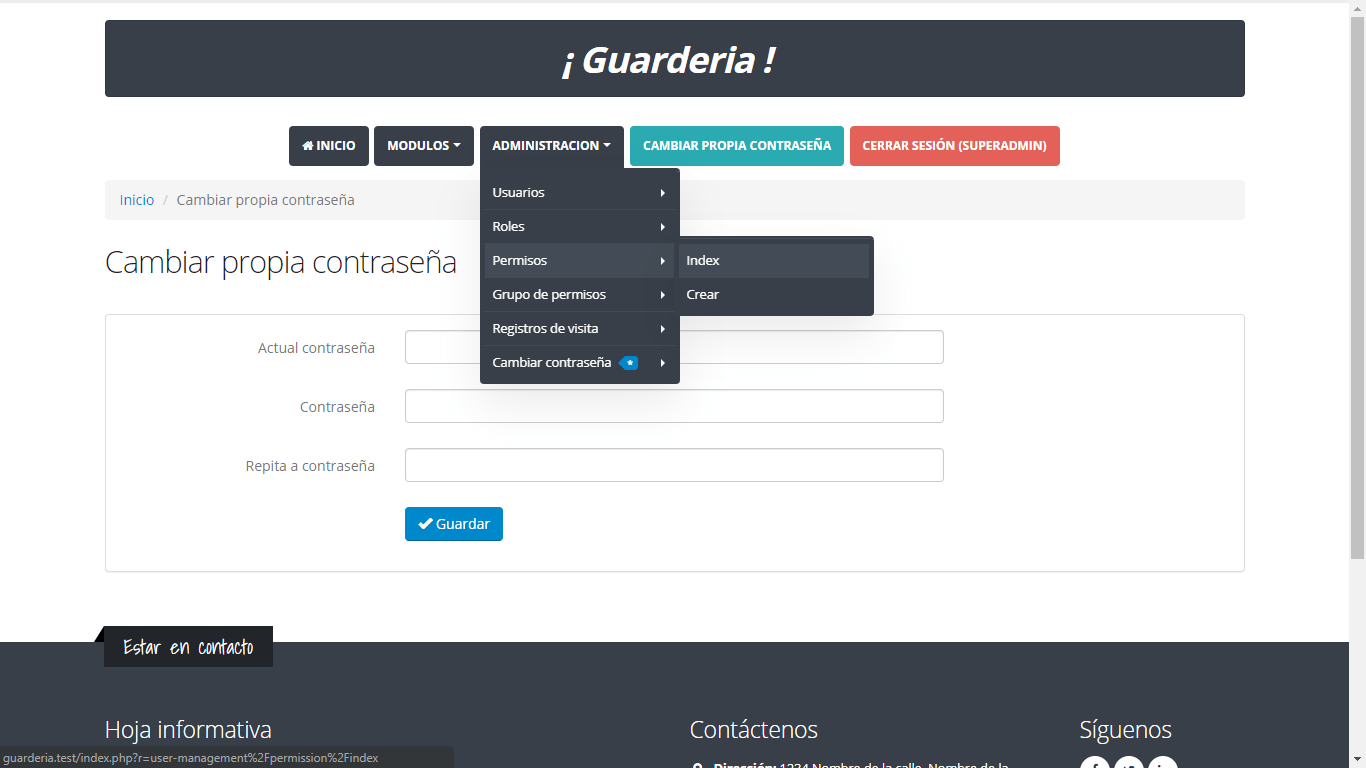 ¡ Guarderia !
INICIO
MODULOS
ADMINISTRACION
CAMBIAR PROPIA CONTRASEÑA
CERRAR SESIÓN (SUPERADMIN)
Inicio / Cambiar propia contraseña
Usuarios
Roles
Permisos
Grupo de permisos
Registros de visita
Cambiar contraseña
Index
Crear
Cambiar propia contraseña
Actual contraseña
Contraseña
Repita a contraseña
Guardar
Estar en contacto
Hoja informativa
Contáctenos
Síguenos
Dirección: 1234 Nombre de la calle, Nombre de la
guarderia.test/index.php?r=user-management%2Fpermission%2Findex